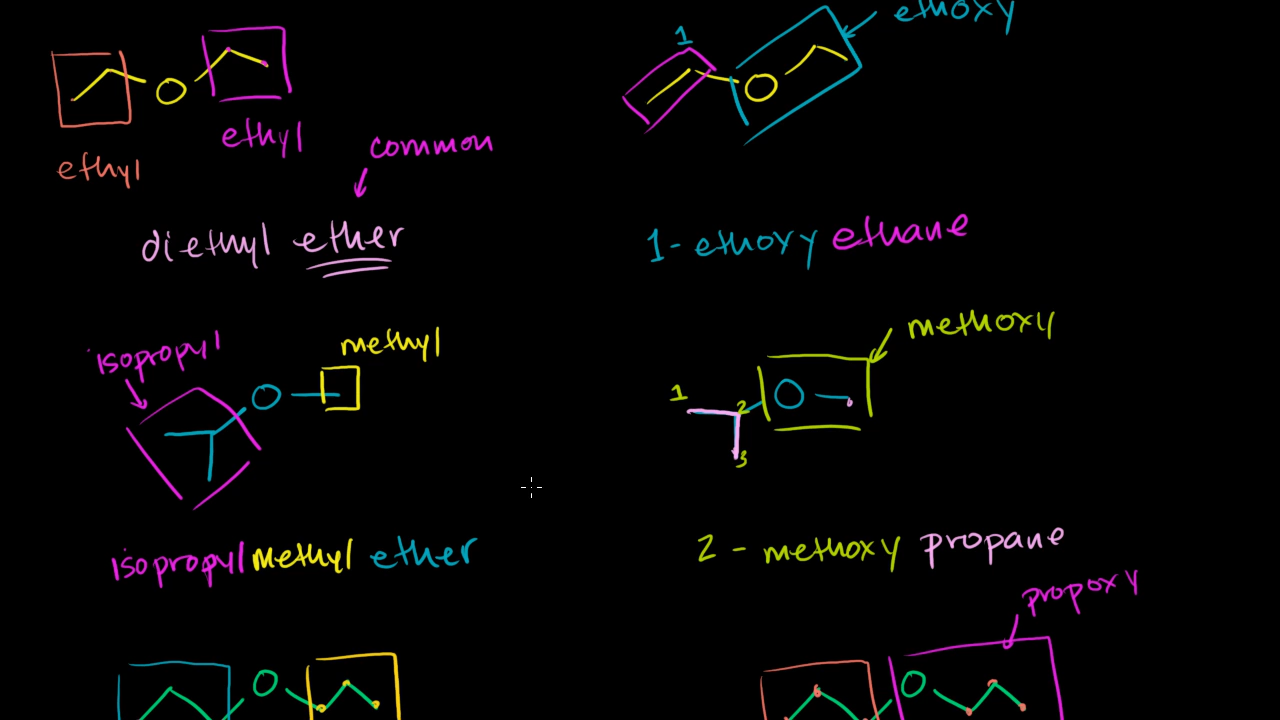 ethoxy
1
O
O
ethyl
ethyl
common
diethyl ether
1-ethoxy ethane
isopropyl
methyl
O
methoxy
1
2
O
3
isopropyl methyl ether
2-methoxy propane
propoxy
O
O